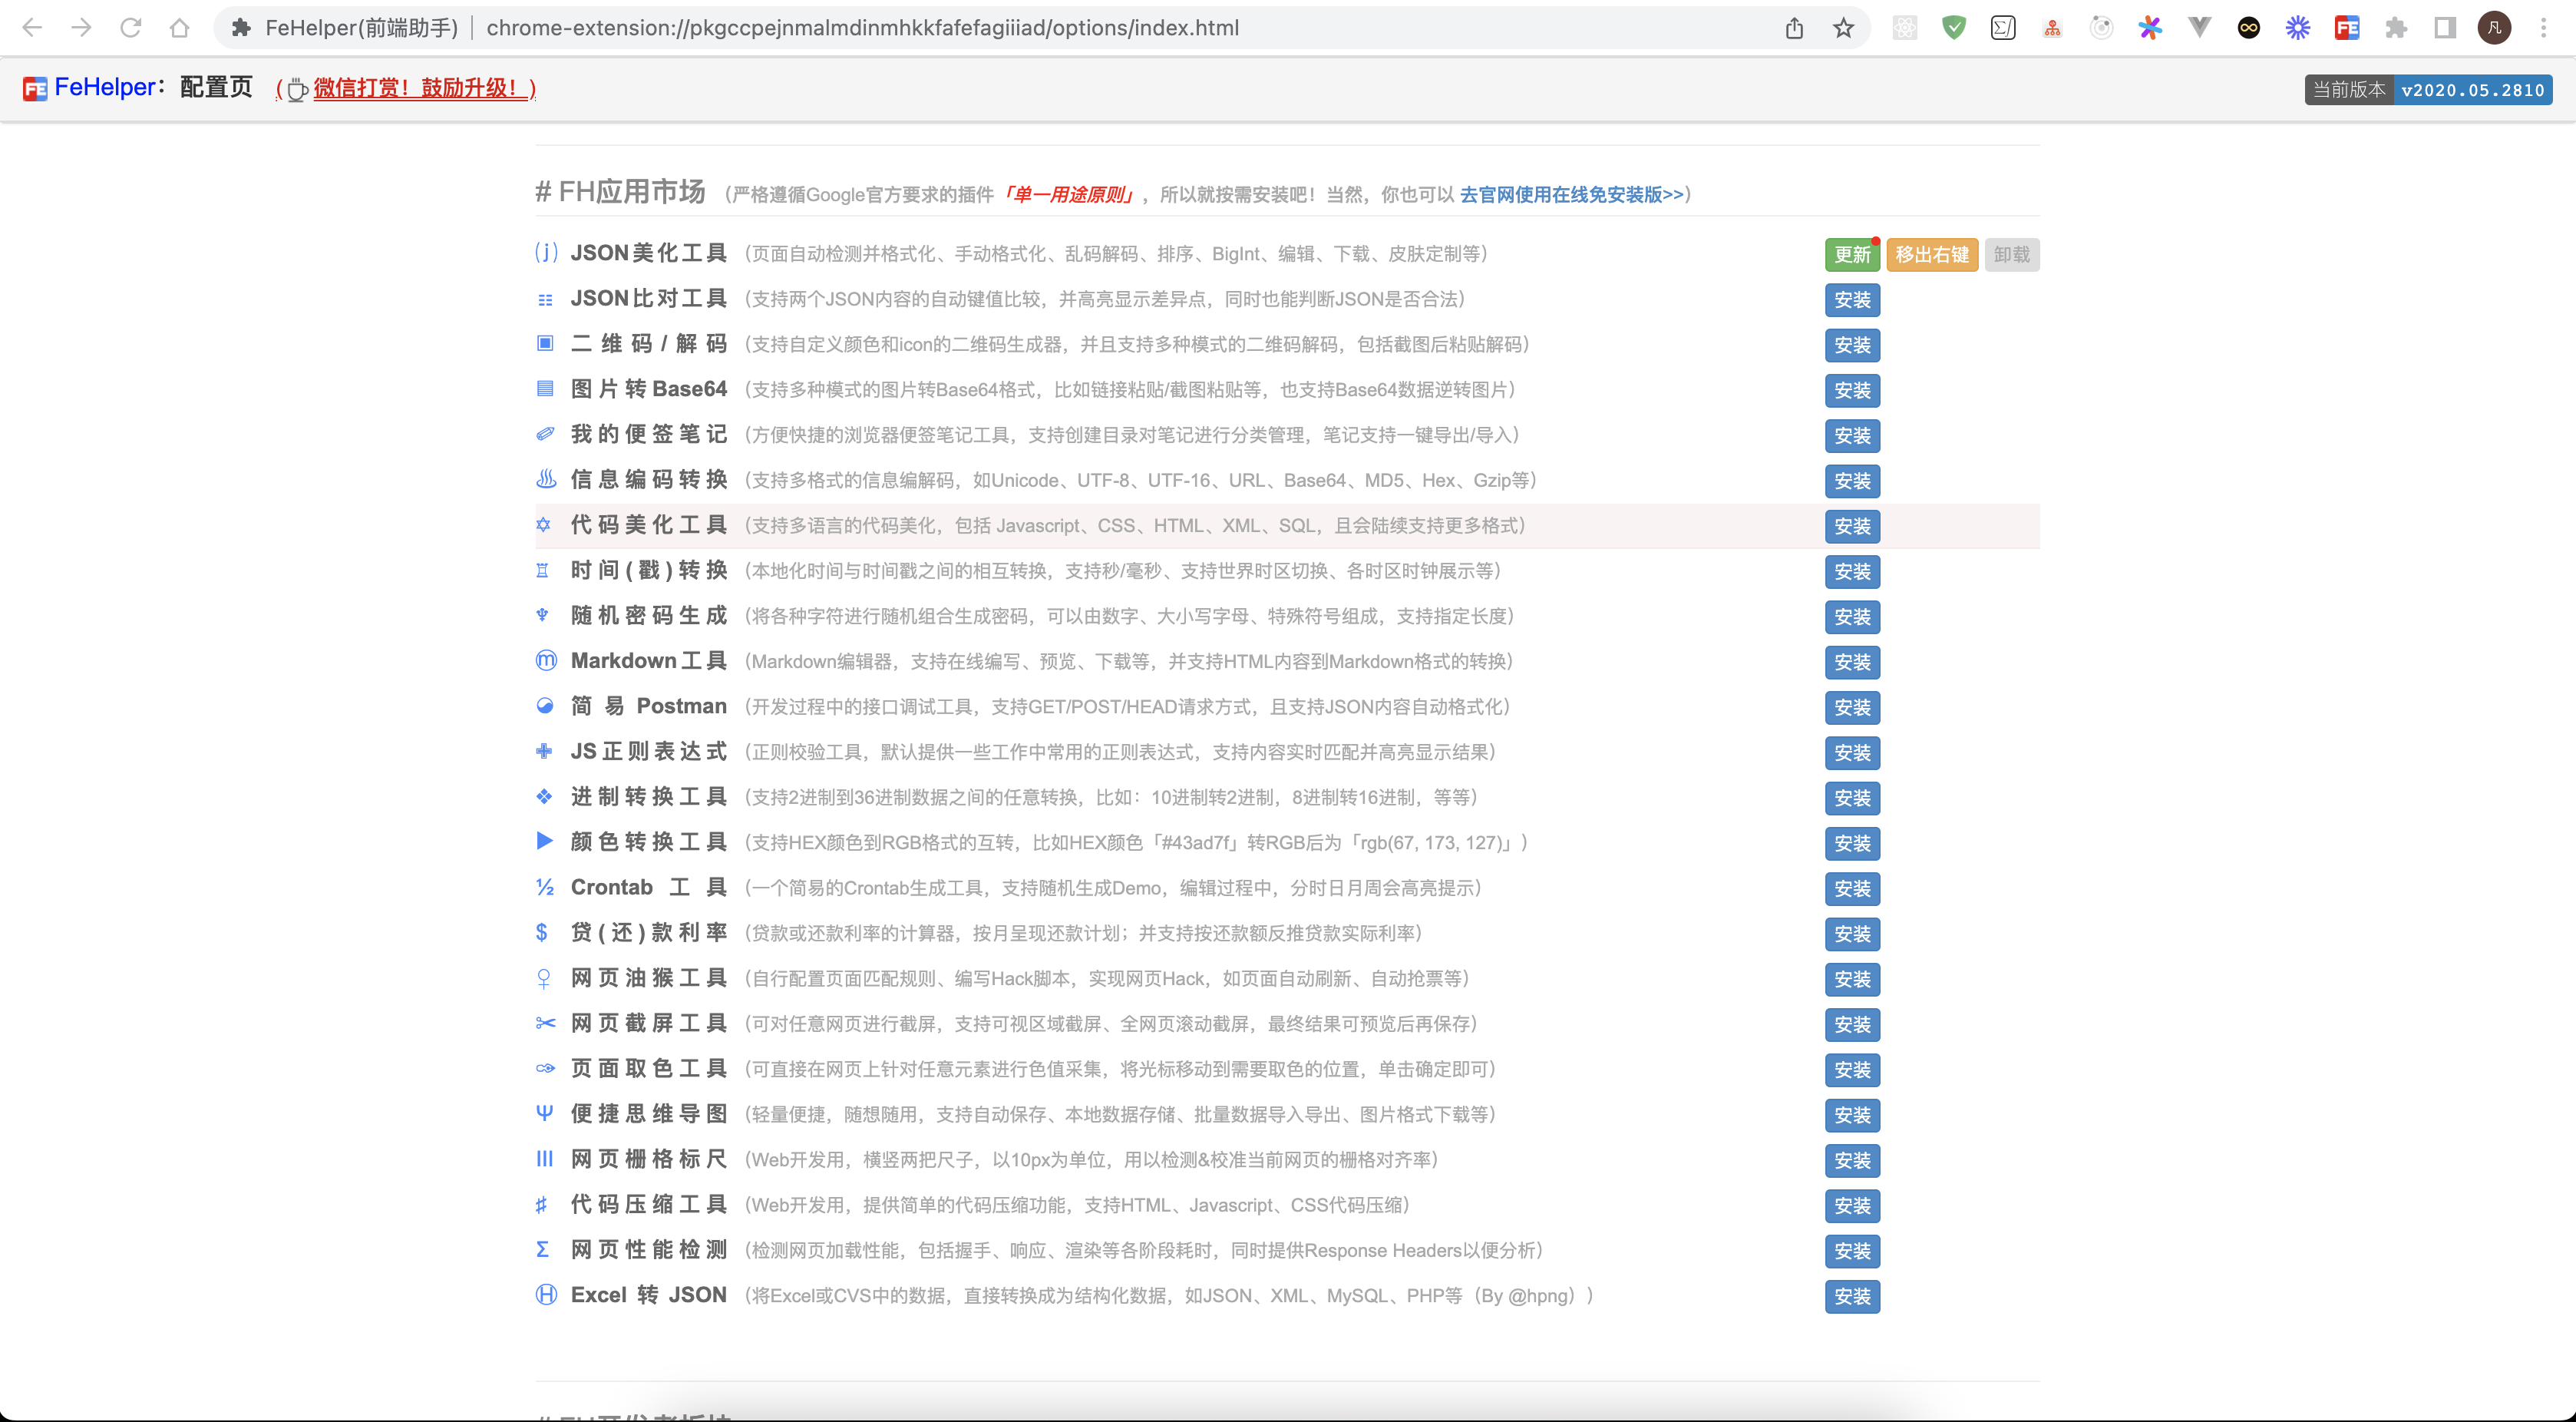 FeHelper(前端助手) | chrome-extension://pkgccpejnmalmdinmhkkfafefagiiiad/options/index.html
凡
FeHelper：配置页 (微信打赏！鼓励升级！) 当前版本 v2020.05.2810
# FH应用市场 （严格遵循Google官方要求的插件「单一用途原则」，所以就按需安装吧！当然，你也可以 去官网使用在线免安装版>>）
(j) JSON美化工具 （页面自动检测并格式化、手动格式化、乱码解码、排序、BigInt、编辑、下载、皮肤定制等） 更新 移出右键 卸载
JSON比对工具 （支持两个JSON内容的自动键值比较，并高亮显示差异点，同时也能判断JSON是否合法） 安装
二维码/解码 （支持自定义颜色和icon的二维码生成器，并且支持多种模式的二维码解码，包括截图后粘贴解码） 安装
图片转Base64 （支持多种模式的图片转Base64格式，比如链接粘贴/截图粘贴等，也支持Base64数据逆转图片） 安装
我的便签笔记 （方便快捷的浏览器便签笔记工具，支持创建目录对笔记进行分类管理，笔记支持一键导出/导入） 安装
信息编码转换 （支持多格式的信息编解码，如Unicode、UTF-8、UTF-16、URL、Base64、MD5、Hex、Gzip等） 安装
代码美化工具 （支持多语言的代码美化，包括 Javascript、CSS、HTML、XML、SQL，且会陆续支持更多格式） 安装
时间(戳)转换 （本地化时间与时间戳之间的相互转换，支持秒/毫秒、支持世界时区切换、各时区时钟展示等） 安装
随机密码生成 （将各种字符进行随机组合生成密码，可以由数字、大小写字母、特殊符号组成，支持指定长度） 安装
Markdown工具 （Markdown编辑器，支持在线编写、预览、下载等，并支持HTML内容到Markdown格式的转换） 安装
简易Postman （开发过程中的接口调试工具，支持GET/POST/HEAD请求方式，且支持JSON内容自动格式化） 安装
JS正则表达式 （正则校验工具，默认提供一些工作中常用的正则表达式，支持内容实时匹配并高亮显示结果） 安装
进制转换工具 （支持2进制到36进制数据之间的任意转换，比如：10进制转2进制，8进制转16进制，等等） 安装
颜色转换工具 （支持HEX颜色到RGB格式的互转，比如HEX颜色「#43ad7f」转RGB后为「rgb(67, 173, 127)」） 安装
½ Crontab 工具 （一个简易的Crontab生成工具，支持随机生成Demo，编辑过程中，分时日月周会高亮提示） 安装
$ 贷(还)款利率 （贷款或还款利率的计算器，按月呈现还款计划；并支持按还款额反推贷款实际利率） 安装
网页油猴工具 （自行配置页面匹配规则、编写Hack脚本，实现网页Hack，如页面自动刷新、自动抢票等） 安装
网页截屏工具 （可对任意网页进行截屏，支持可视区域截屏、全网页滚动截屏，最终结果可预览后再保存） 安装
页面取色工具 （可直接在网页上针对任意元素进行色值采集，将光标移动到需要取色的位置，单击确定即可） 安装
Ψ 便捷思维导图 （轻量便捷，随想随用，支持自动保存、本地数据存储、批量数据导入导出、图片格式下载等） 安装
网页栅格标尺 （Web开发用，横竖两把尺子，以10px为单位，用以检测&校准当前网页的栅格对齐率） 安装
♯ 代码压缩工具 （Web开发用，提供简单的代码压缩功能，支持HTML、Javascript、CSS代码压缩） 安装
Σ 网页性能检测 （检测网页加载性能，包括握手、响应、渲染等各阶段耗时，同时提供Response Headers以便分析） 安装
Ⓗ Excel 转 JSON （将Excel或CVS中的数据，直接转换成为结构化数据，如JSON、XML、MySQL、PHP等（By @hpng）） 安装